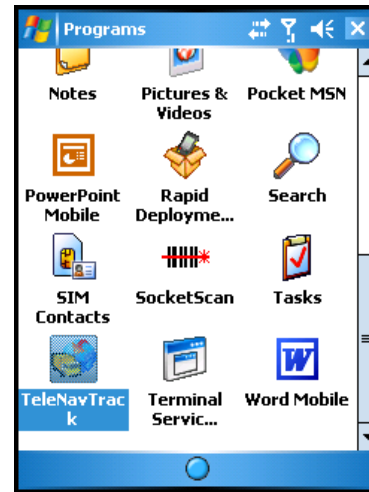 Programs
Notes Pictures & Pocket MSN
Videos
PowerPoint Rapid Search
Mobile Deployme...
SIM SocketScan Tasks
Contacts
TeleNavTrac Terminal Word Mobile
k Servic...